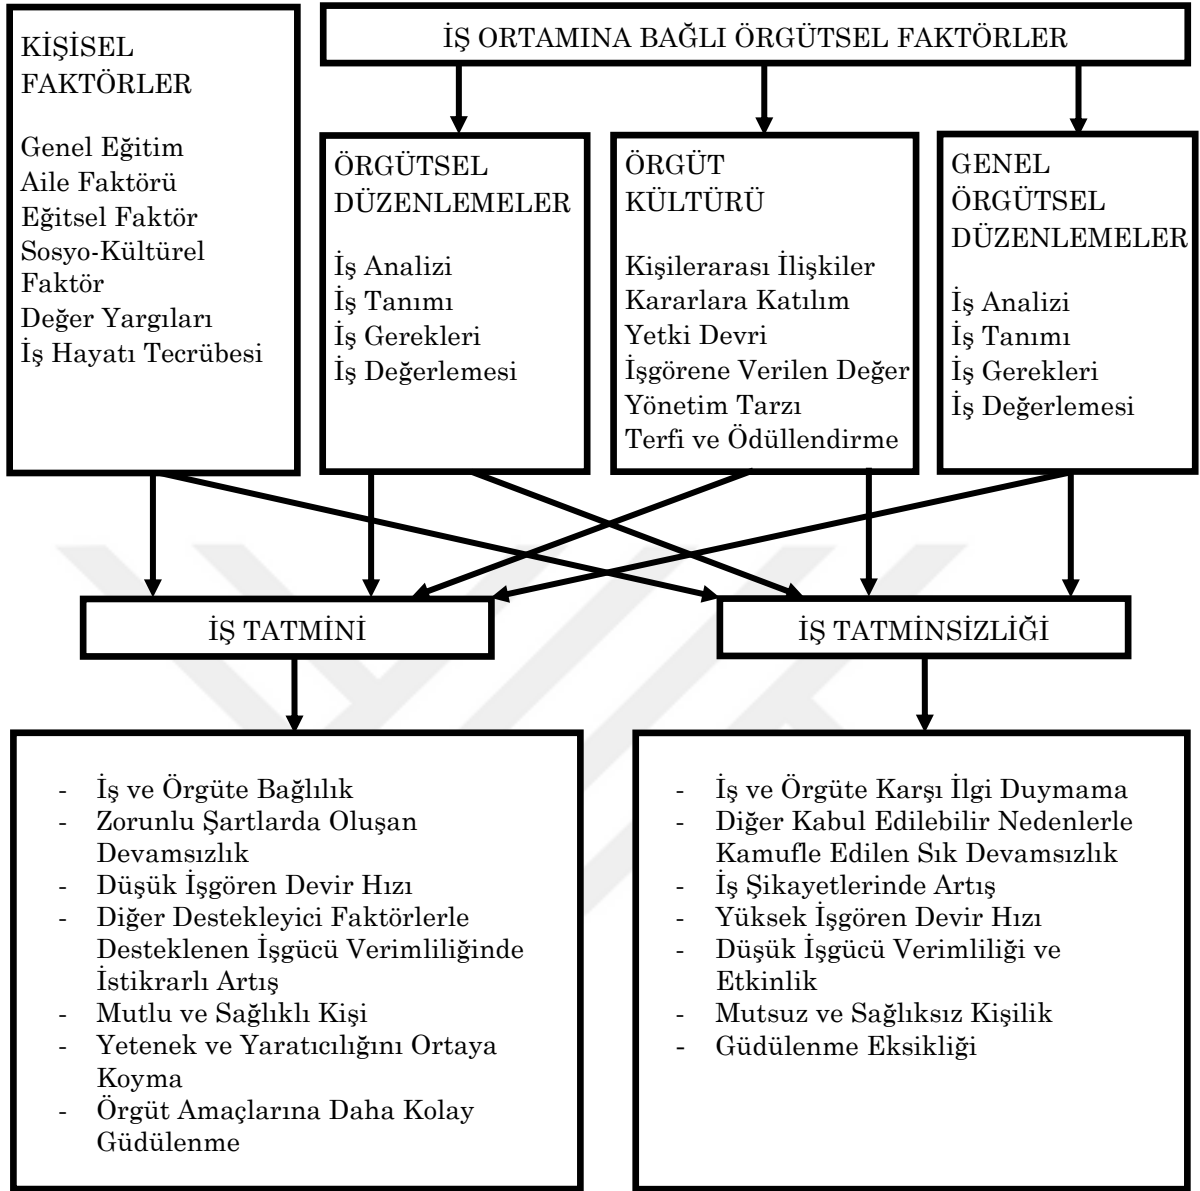 KİŞİSEL
FAKTÖRLER
Genel Eğitim
Aile Faktörü
Eğitsel Faktör
Sosyo-Kültürel
Faktör
Değer Yargıları
İş Hayatı Tecrübesi
İŞ ORTAMINA BAĞLI ÖRGÜTSEL FAKTÖRLER
ÖRGÜTSEL
DÜZENLEMELER
İş Analizi
İş Tanımı
İş Gerekleri
İş Değerlemesi
ÖRGÜT
KÜLTÜRÜ
Kişilerarası İlişkiler
Kararlara Katılım
Yetki Devri
İşgörene Verilen Değer
Yönetim Tarzı
Terfi ve Ödüllendirme
GENEL
ÖRGÜTSEL
DÜZENLEMELER
İş Analizi
İş Tanımı
İş Gerekleri
İş Değerlemesi
İŞ TATMİNİ
İŞ TATMİNSİZLİĞİ
- İş ve Örgüte Bağlılık
- Zorunlu Şartlarda Oluşan
Devamsızlık
- Düşük İşgören Devir Hızı
- Diğer Destekleyici Faktörlerle
Desteklenen İşgücü Verimliliğinde
İstikrarlı Artış
- Mutlu ve Sağlıklı Kişi
- Yetenek ve Yaratıcılığını Ortaya
Koyma
- Örgüt Amaçlarına Daha Kolay
Güdülenme
- İş ve Örgüte Karşı İlgi Duymama
- Diğer Kabul Edilebilir Nedenlerle
Kamufle Edilen Sık Devamsızlık
- İş Şikayetlerinde Artış
- Yüksek İşgören Devir Hızı
- Düşük İşgücü Verimliliği ve
Etkinlik
- Mutsuz ve Sağlıksız Kişilik
- Güdülenme Eksikliği